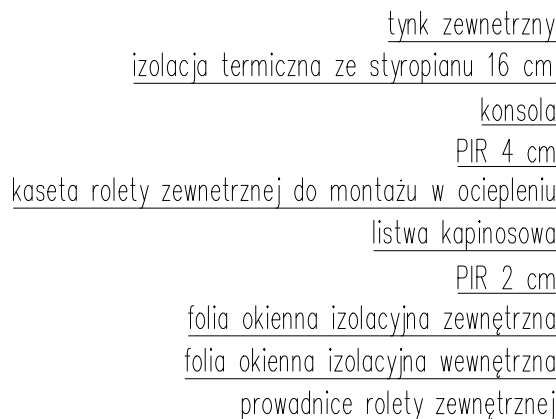 tynk zewnetrzny
izolacja termiczna ze styropianu 16 cm
konsola
PIR 4 cm
kaseta rolety zewnetrznej do montażu w ociepleniu
listwa kapinosowa
PIR 2 cm
folia okienna izolacyjna zewnętrzna
folia okienna izolacyjna wewnętrzna
prowadnice rolety zewnętrznej